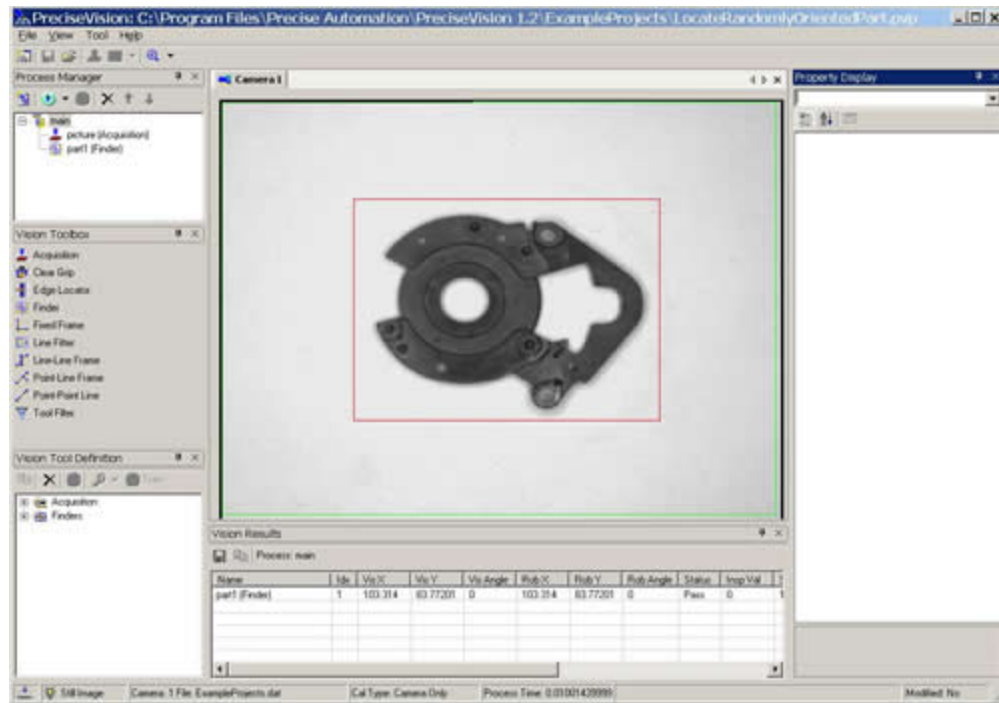 PreciseVision: C:\Program Files\Precise Automation\PreciseVision 1.2\ExampleProjects\LocateRandomlyOrientedPart.pvp
File View Tool Help
Process Manager
main
picture (Acquisition)
part1 (Finder)
Vision Toolbox
Acquisition
Clear Grip
Edge Locator
Finder
Fixed Frame
Line Fitter
Line-Line Frame
Point-Line Frame
Point-Point Line
Tool Filter
Vision Tool Definition
Acquisition
Finders
Camera 1
Property Display
Vision Results
Process: main
Name Idx Vis X Vis Y Vis Angle Rob X Rob Y Rob Angle Status Insp Val
part1 (Finder) 1 103.314 83.77201 0 103.314 83.77201 0 Pass 0
Still Image Camera: 1 File: ExampleProjects.dat Cal Type: Camera Only Process Time: 0.01001439999 Modified: No